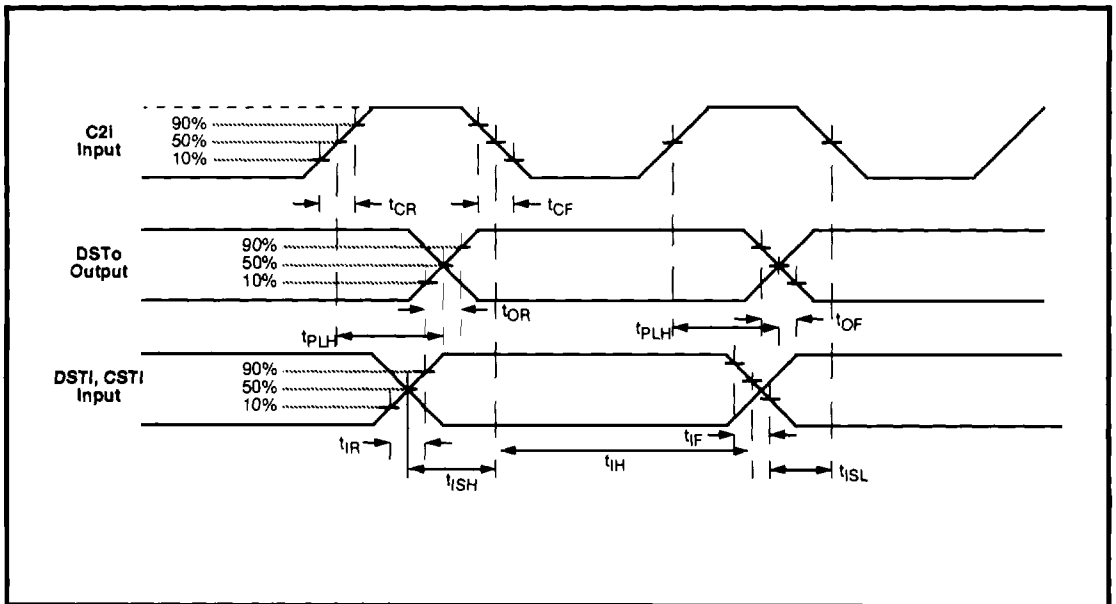 C2i
Input
90%
50%
10%
tCR
tCF
DSTo
Output
90%
50%
10%
tOR
tPLH
tPLH
tOF
DSTi, CSTi
Input
90%
50%
10%
tIR
tISH
tIH
tIF
tISL